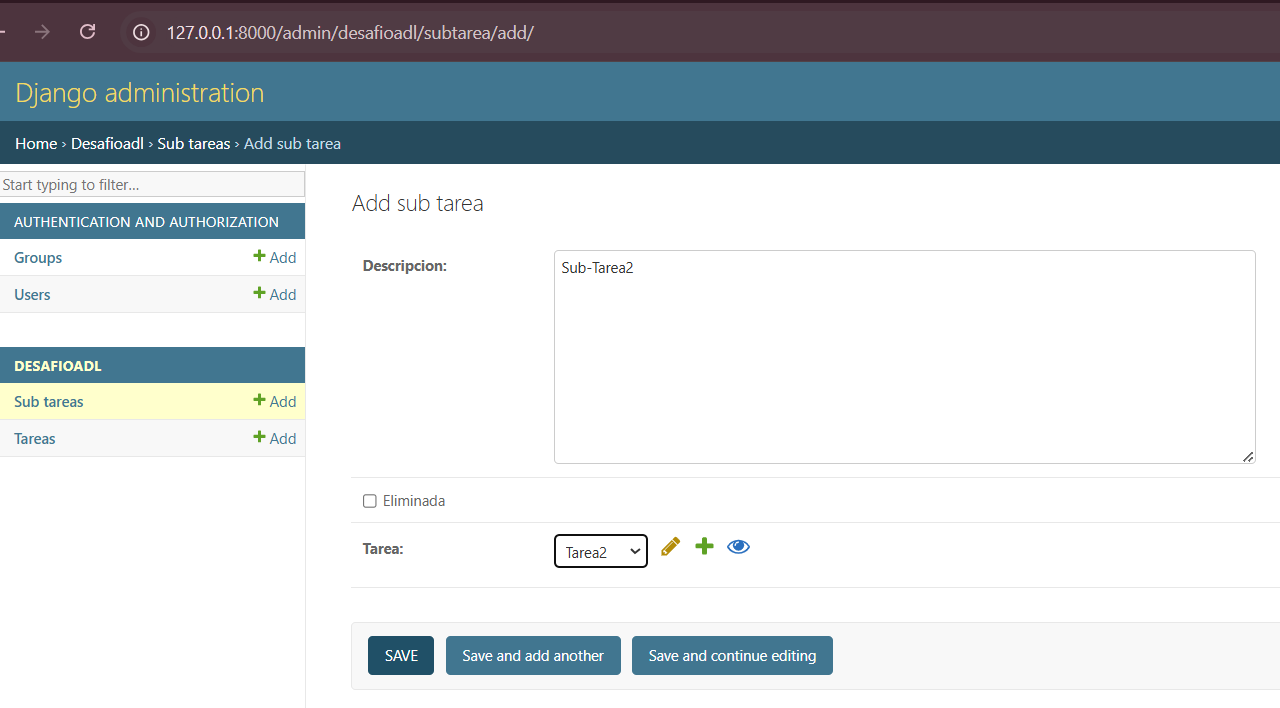 127.0.0.1:8000/admin/desafioadl/subtarea/add/
Django administration
Home › Desafioadl › Sub tareas › Add sub tarea
Start typing to filter...
AUTHENTICATION AND AUTHORIZATION
Groups + Add
Users + Add
DESAFIOADL
Sub tareas + Add
Tareas + Add
Add sub tarea
Descripcion:
Sub-Tarea2
Eliminada
Tarea:
Tarea2
SAVE
Save and add another
Save and continue editing